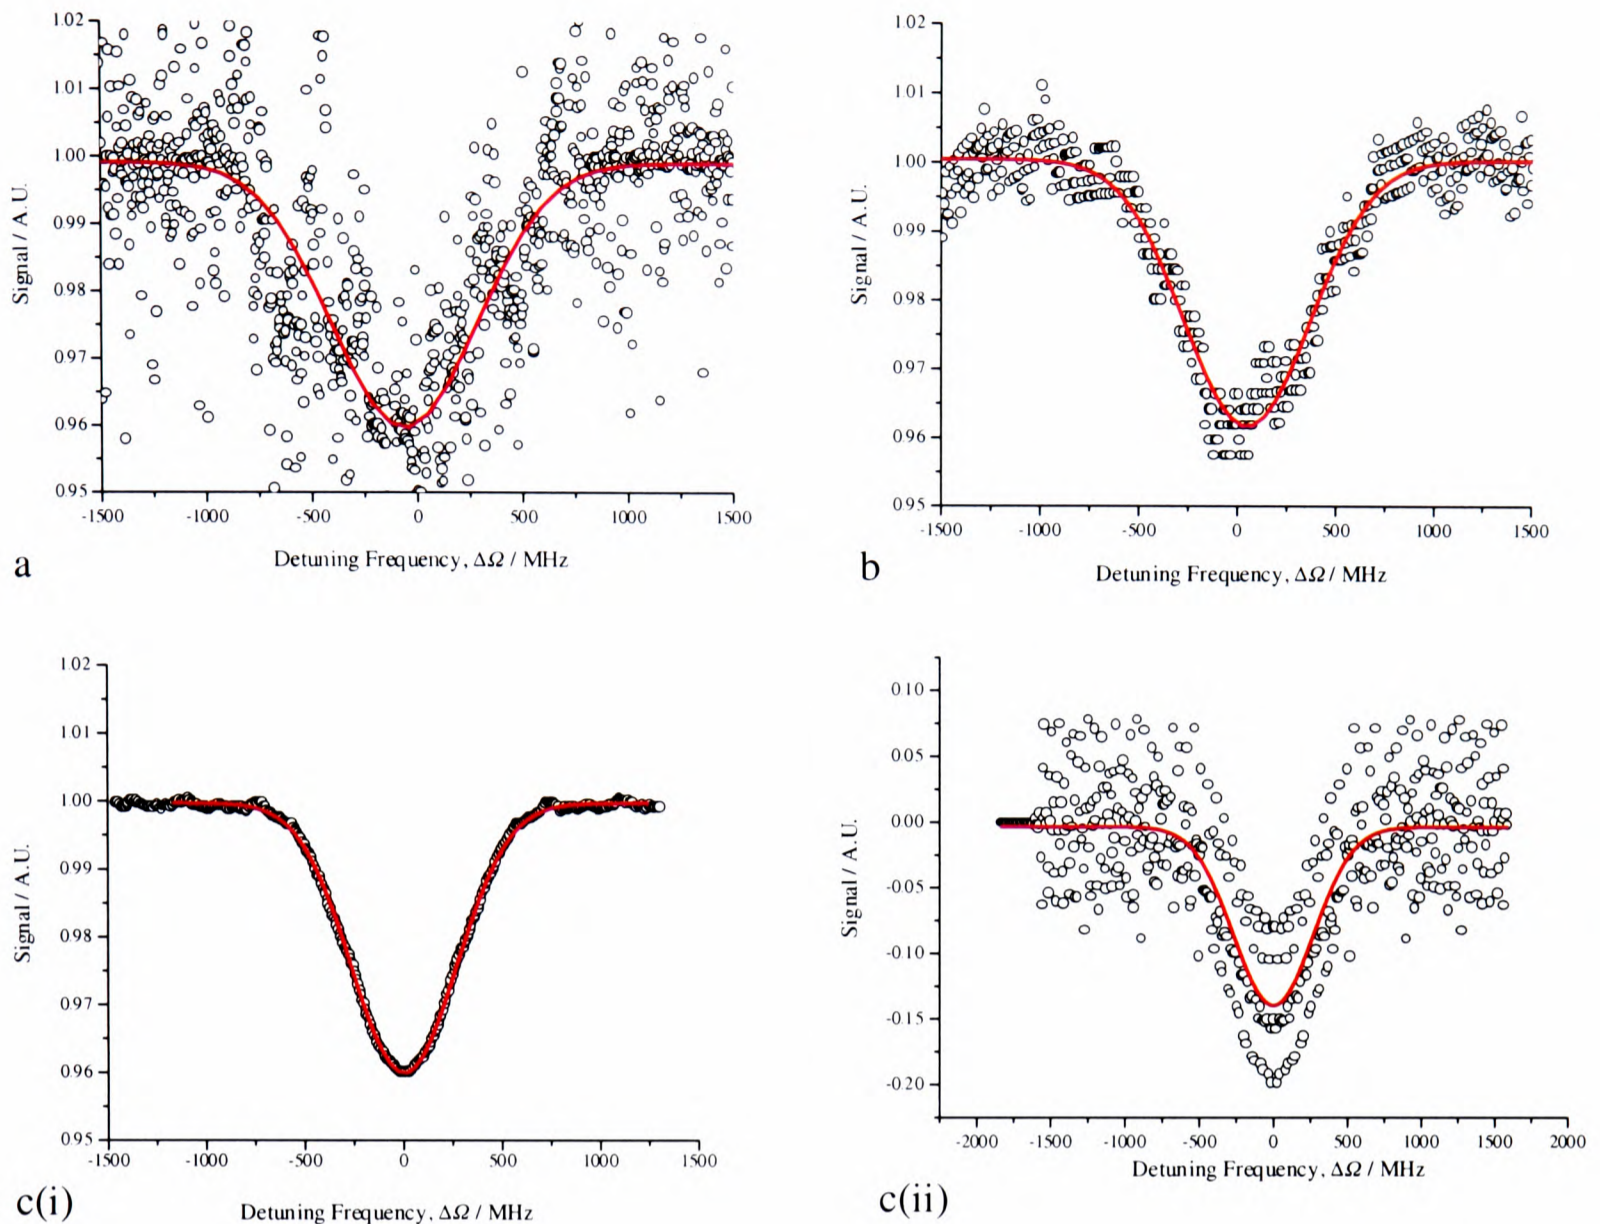 1.02
1.01
1.00
0.99
0.98
0.97
0.96
0.95
-1500 -1000 -500 0 500 1000 1500
Signal / A.U.
Detuning Frequency, ΔΩ / MHz
a
1.02
1.01
1.00
0.99
0.98
0.97
0.96
0.95
-1500 -1000 -500 0 500 1000 1500
Signal / A.U.
Detuning Frequency, ΔΩ / MHz
b
1.02
1.01
1.00
0.99
0.98
0.97
0.96
0.95
-1500 -1000 -500 0 500 1000 1500
Signal / A.U.
Detuning Frequency, ΔΩ / MHz
c(i)
0.10
0.05
0.00
-0.05
-0.10
-0.15
-0.20
-2000 -1500 -1000 -500 0 500 1000 1500 2000
Signal / A.U.
Detuning Frequency, ΔΩ / MHz
c(ii)